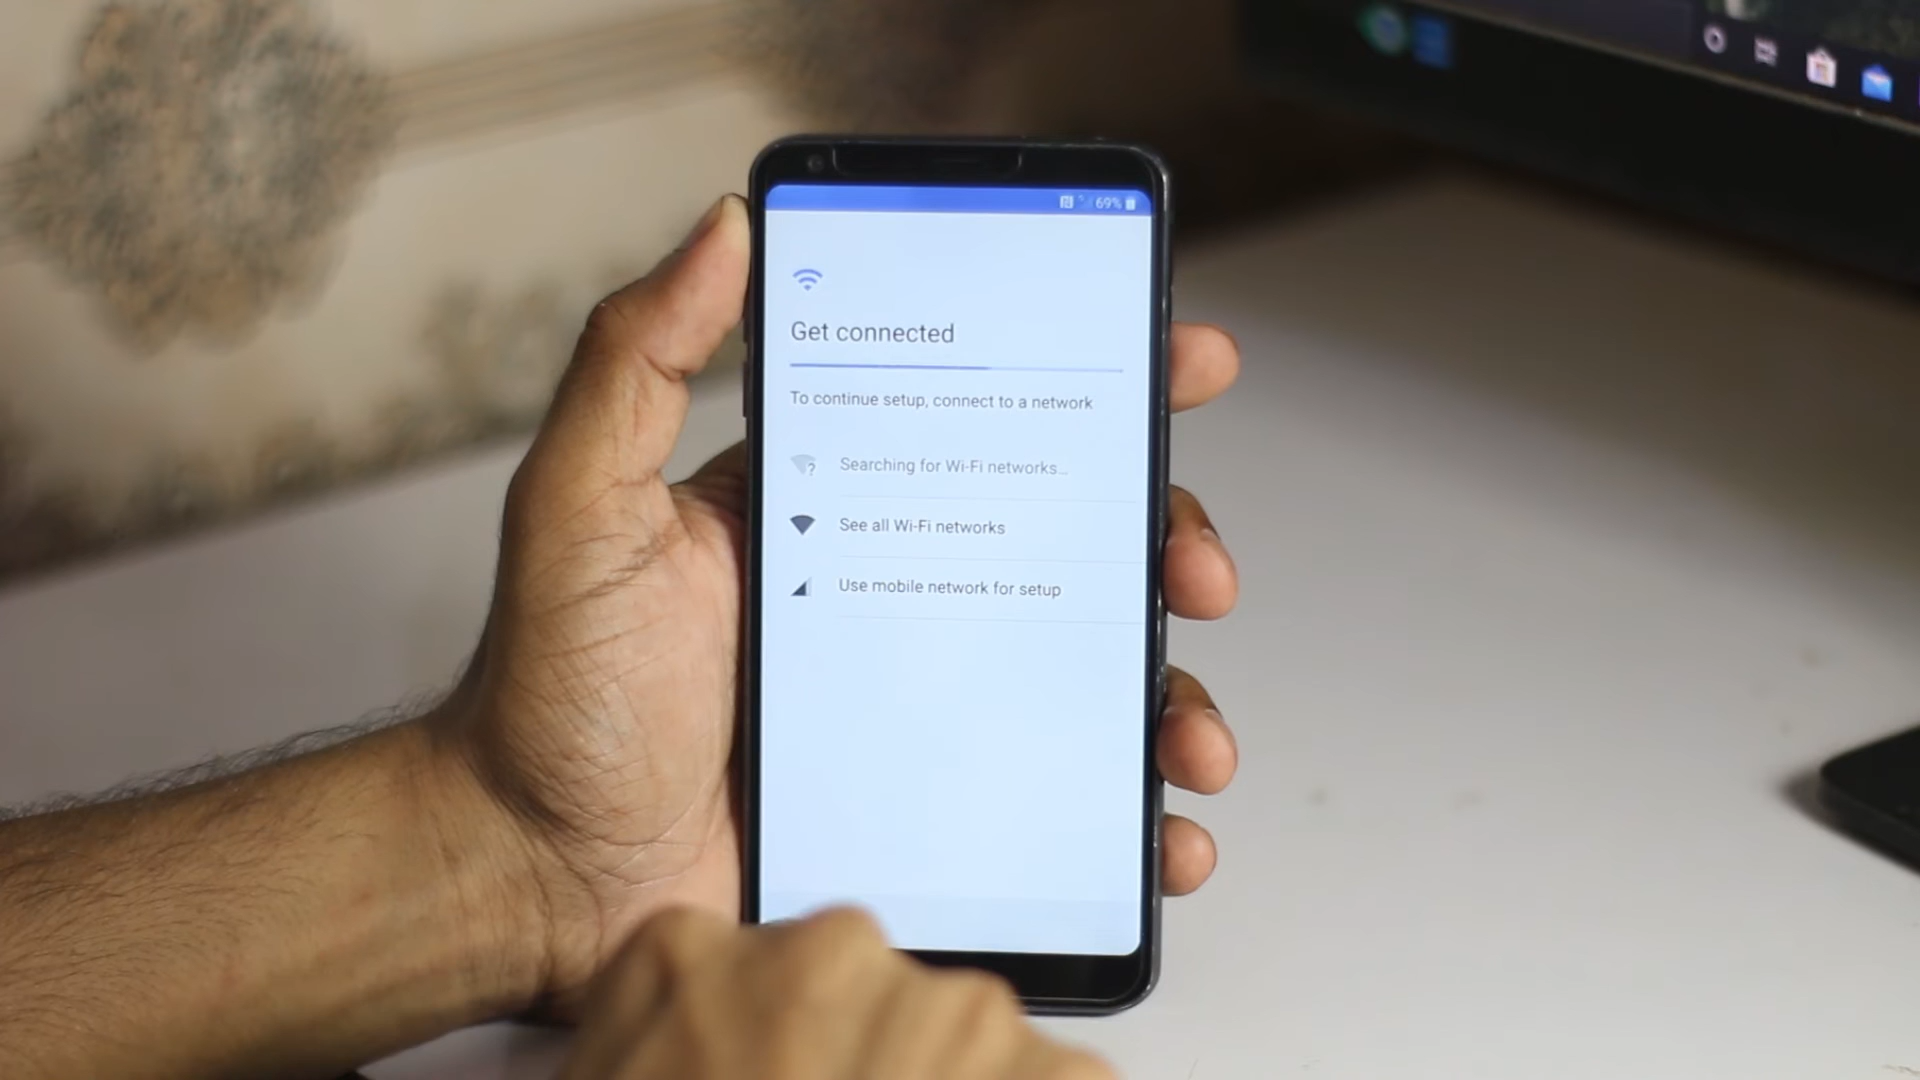 69%
Get connected
To continue setup, connect to a network
Searching for Wi-Fi networks...
See all Wi-Fi networks
Use mobile network for setup